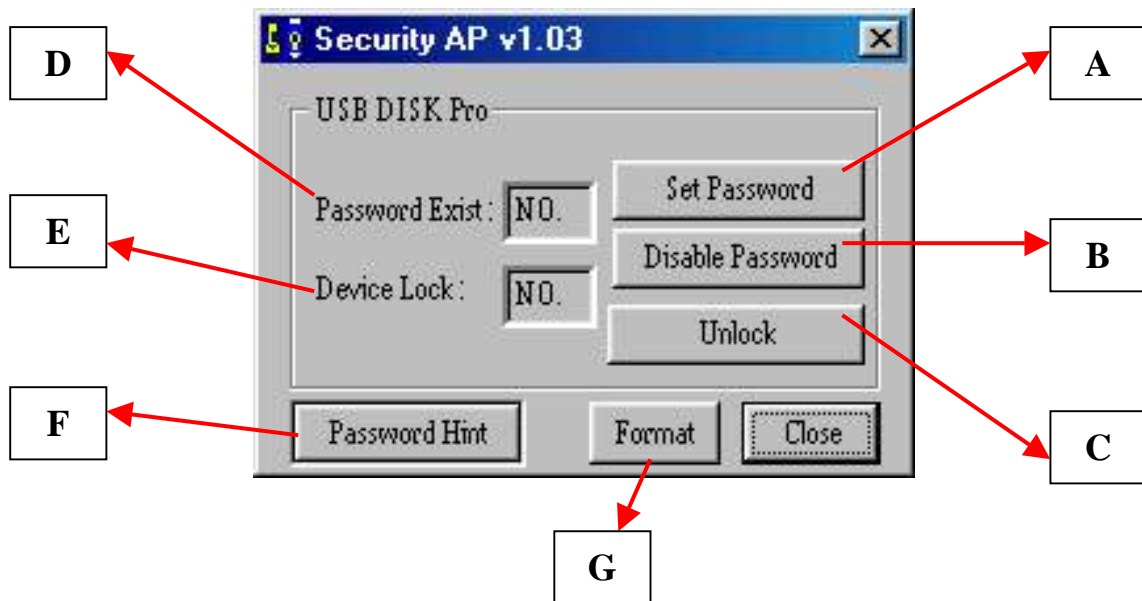 Security AP v1.03
D
A
USB DISK Pro
Set Password
Password Exist : NO.
E
B
Disable Password
Device Lock : NO.
Unlock
F
C
Password Hint Format Close
G